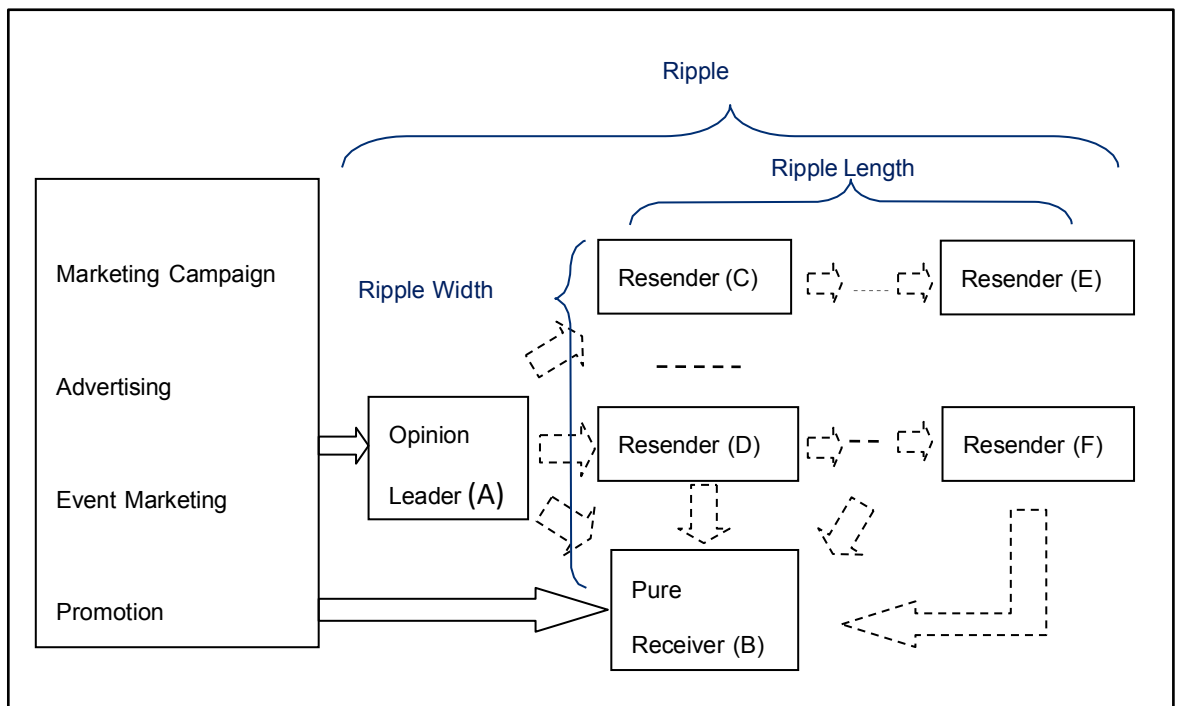 Ripple
Ripple Length
Ripple Width
Marketing Campaign
Advertising
Event Marketing
Promotion
Opinion
Leader (A)
Resender (C)
Resender (E)
Resender (D)
Resender (F)
Pure
Receiver (B)